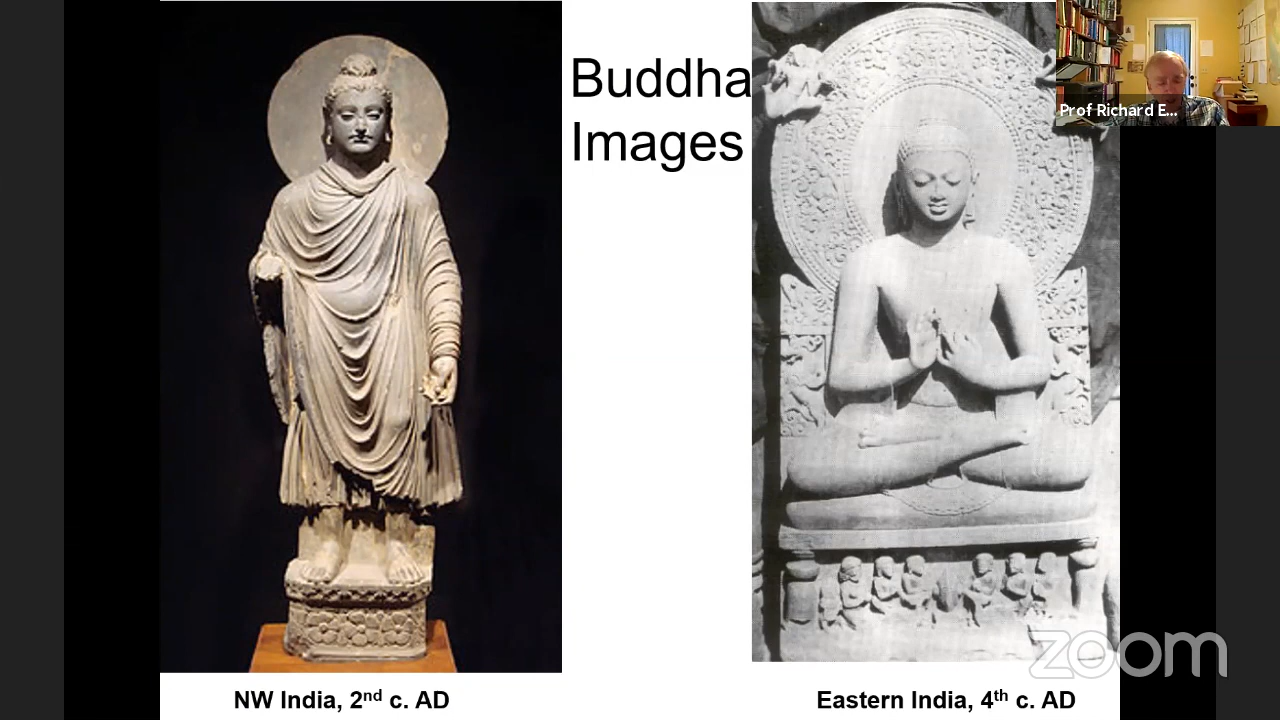 Buddha
Images
Prof Richard E...
NW India, 2nd c. AD
Eastern India, 4th c. AD
zoom